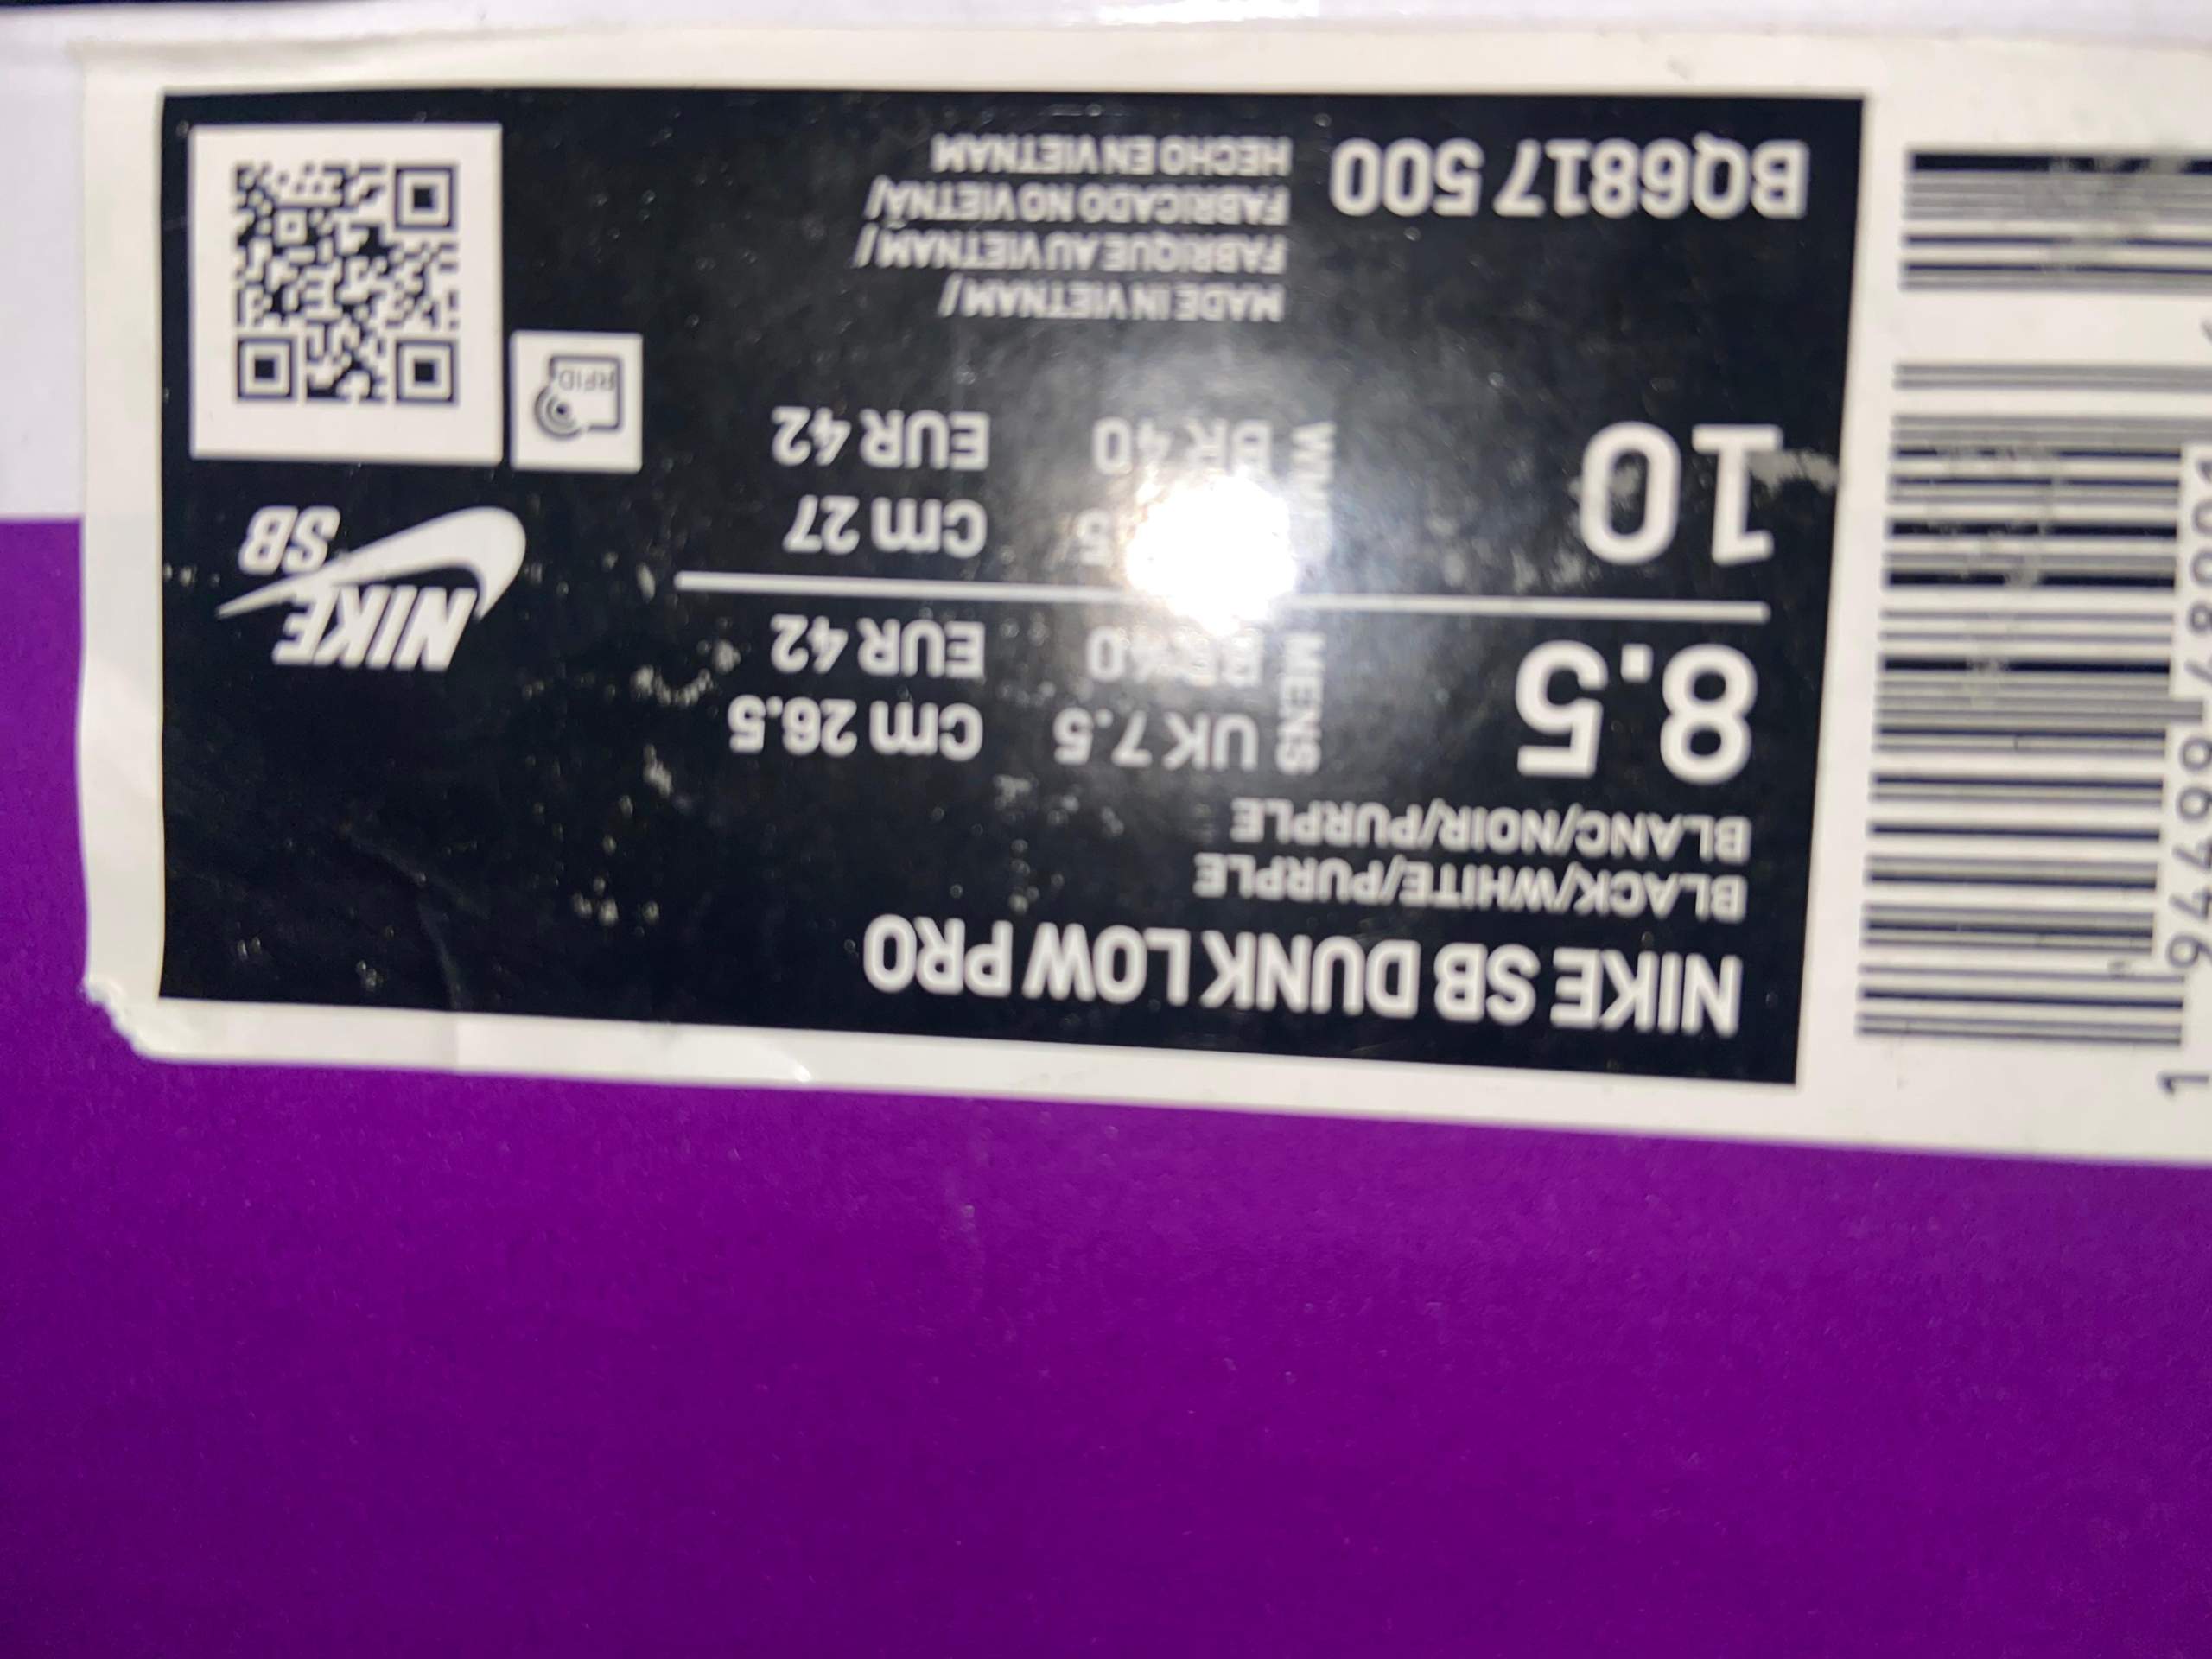 NIKE SB DUNK LOW PRO
BLACK/WHITE/PURPLE
BLANC/NOIR/PURPLE
8.5
MENS
UK 7.5
BR 40
Cm 26.5
EUR 42
10
BR 40
Cm 27
EUR 42
BQ6817 500
MADE IN VIETNAM /
FABRIQUE AU VIETNAM /
FABRICADO NO VIETNÃ/
HECHO EN VIETNAM
NIKE
SB
RFID